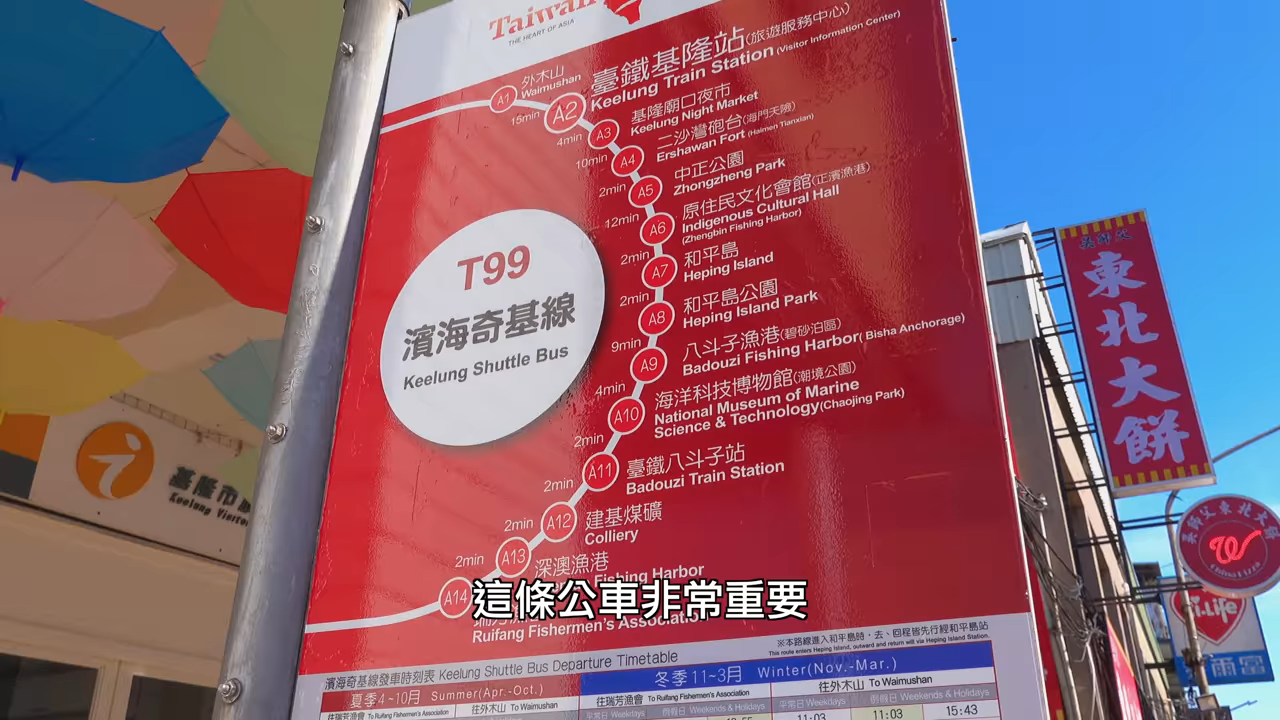 Taiwan
THE HEART OF ASIA
外木山
Waimushan
A1
15min
A2
臺鐵基隆站(旅遊服務中心)
Keelung Train Station (Visitor Information Center)
4min
A3
基隆廟口夜市
Keelung Night Market
10min
A4
二沙灣砲台(海門天險)
Ershawan Fort (Haimen Tianxian)
2min
A5
中正公園
Zhongzheng Park
12min
A6
原住民文化會館(正濱漁港)
Indigenous Cultural Hall
(Zhengbin Fishing Harbor)
2min
A7
和平島
Heping Island
2min
A8
和平島公園
Heping Island Park
9min
A9
八斗子漁港(碧砂泊區)
Badouzi Fishing Harbor( Bisha Anchorage)
4min
A10
海洋科技博物館(潮境公園)
National Museum of Marine
Science & Technology(Chaojing Park)
2min
A11
臺鐵八斗子站
Badouzi Train Station
2min
A12
建基煤礦
Colliery
2min
A13
深澳漁港
Fishing Harbor
2min
A14
Ruifang Fishermen's Association
T99
濱海奇基線
Keelung Shuttle Bus
這條公車非常重要
※本路線進入和平島時，去、回程皆先行經和平島站
This route enters Heping Island, outward and return will via Heping Island Station.
濱海奇基線發車時刻表 Keelung Shuttle Bus Departure Timetable
夏季4~10月 Summer(Apr.-Oct.)
冬季11~3月 Winter(Nov.-Mar.)
往瑞芳漁會 To Ruifang Fishermen's Association
往外木山 To Waimushan
往瑞芳漁會 To Ruifang Fishermen's Association
往外木山 To Waimushan
平常日 Weekdays
假假日 Weekends & Holidays
11:03
11:03
15:43
基隆市
東北大餅